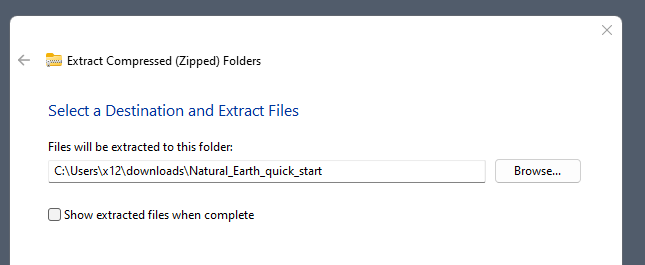 Extract Compressed (Zipped) Folders
Select a Destination and Extract Files
Files will be extracted to this folder:
C:\Users\x12\downloads\Natural_Earth_quick_start
Browse...
Show extracted files when complete